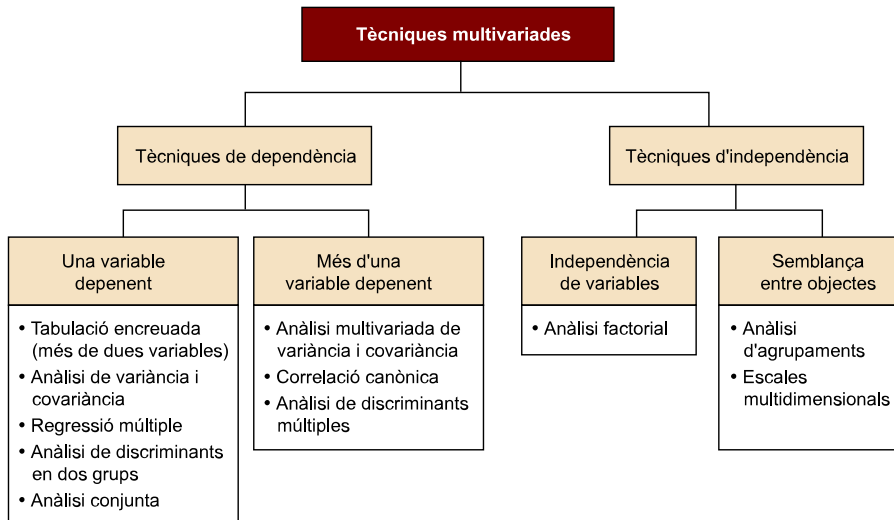 Tècniques multivariades
Tècniques de dependència
Tècniques d'independència
Una variable
depenent
• Tabulació encreuada
(més de dues variables)
• Anàlisi de variància i
covariància
• Regressió múltiple
• Anàlisi de discriminants
en dos grups
• Anàlisi conjunta
Més d'una
variable depenent
• Anàlisi multivariada de
variància i covariància
• Correlació canònica
• Anàlisi de discriminants
múltiples
Independència
de variables
• Anàlisi factorial
Semblança
entre objectes
• Anàlisi
d'agrupaments
• Escales
multidimensionals